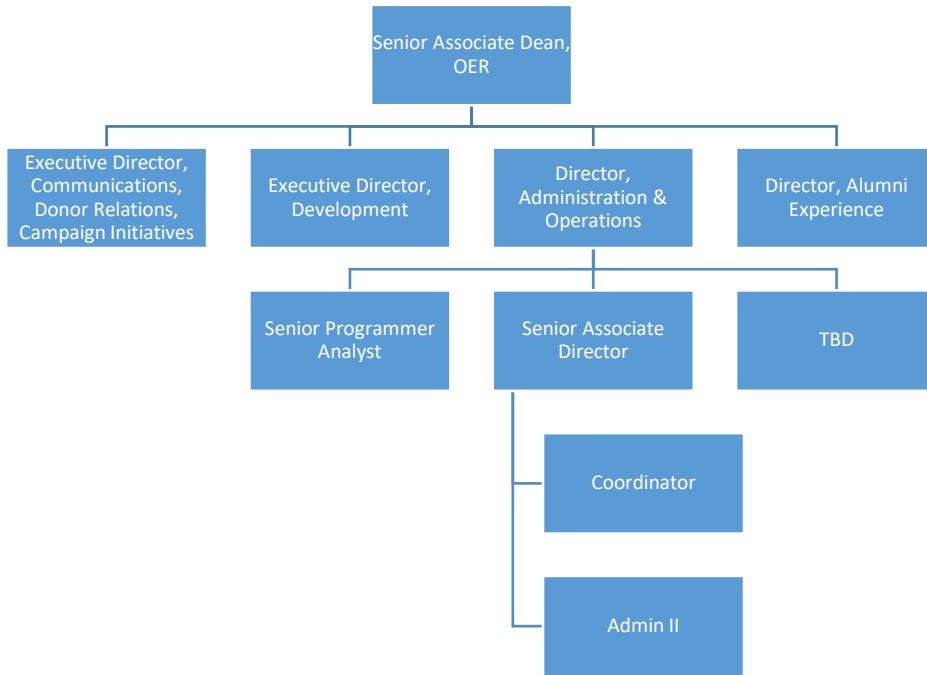 Senior Associate Dean,
OER
Executive Director,
Communications,
Donor Relations,
Campaign Initiatives
Executive Director,
Development
Director,
Administration &
Operations
Director, Alumni
Experience
Senior Programmer
Analyst
Senior Associate
Director
TBD
Coordinator
Admin II